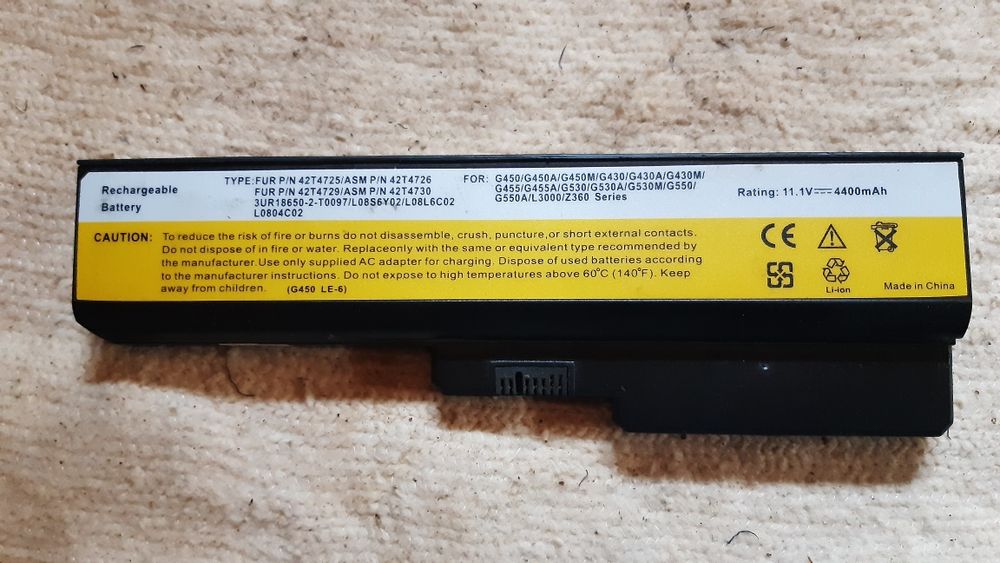 Rechargeable
Battery
TYPE:FUR P/N 42T4725/ASM P/N 42T4726
FUR P/N 42T4729/ASM P/N 42T4730
3UR18650-2-T0097/L08S6Y02/L08L6C02
L0804C02
FOR: G450/G450A/G450M/G430/G430A/G430M/
G455/G455A/G530/G530A/G530M/G550/
G550A/L3000/Z360 Series
Rating: 11.1V⎓4400mAh
CAUTION: To reduce the risk of fire or burns do not disassemble, crush, puncture,or short external contacts.
Do not dispose of in fire or water. Replaceonly with the same or equivalent type recommended by
the manufacturer.Use only supplied AC adapter for charging. Dispose of used batteries according
to the manufacturer instructions. Do not expose to high temperatures above 60°C (140°F). Keep
away from children. (G450 LE-6)
CE
Li-ion
Made in China